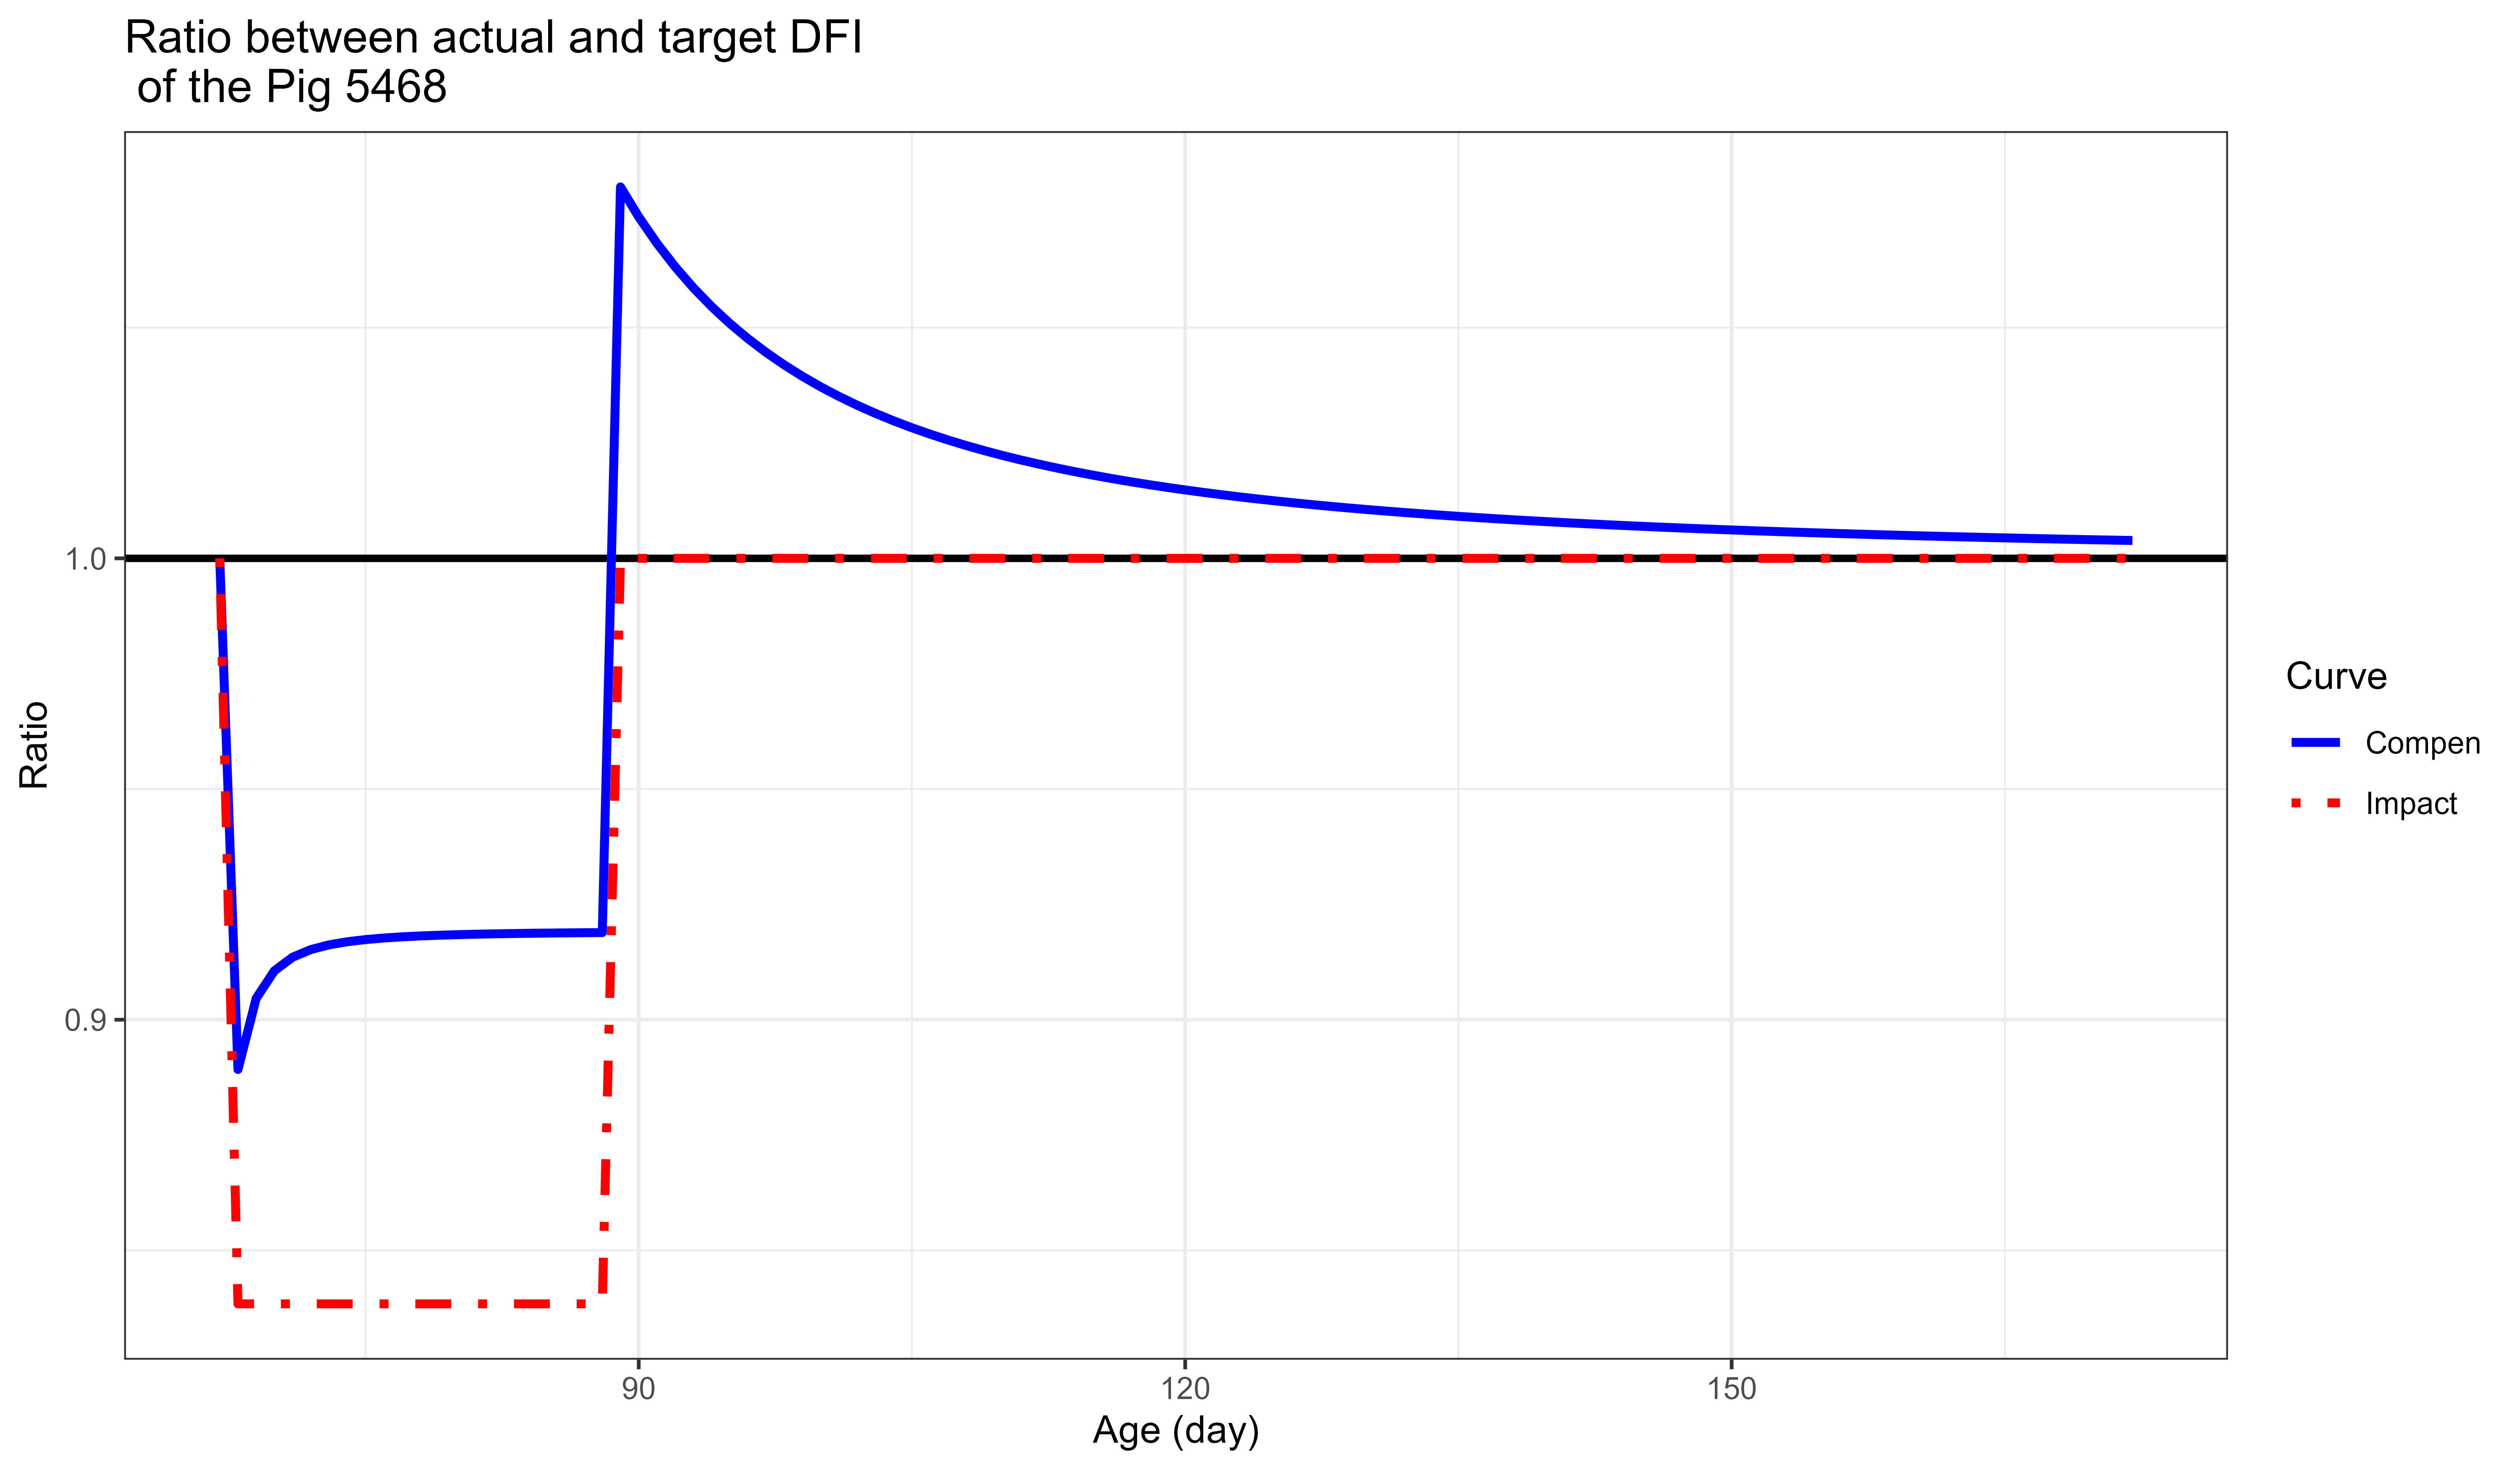 Ratio between actual and target DFI
of the Pig 5468
Ratio
1.0
0.9
90
120
150
Age (day)
Curve
Compen
Impact